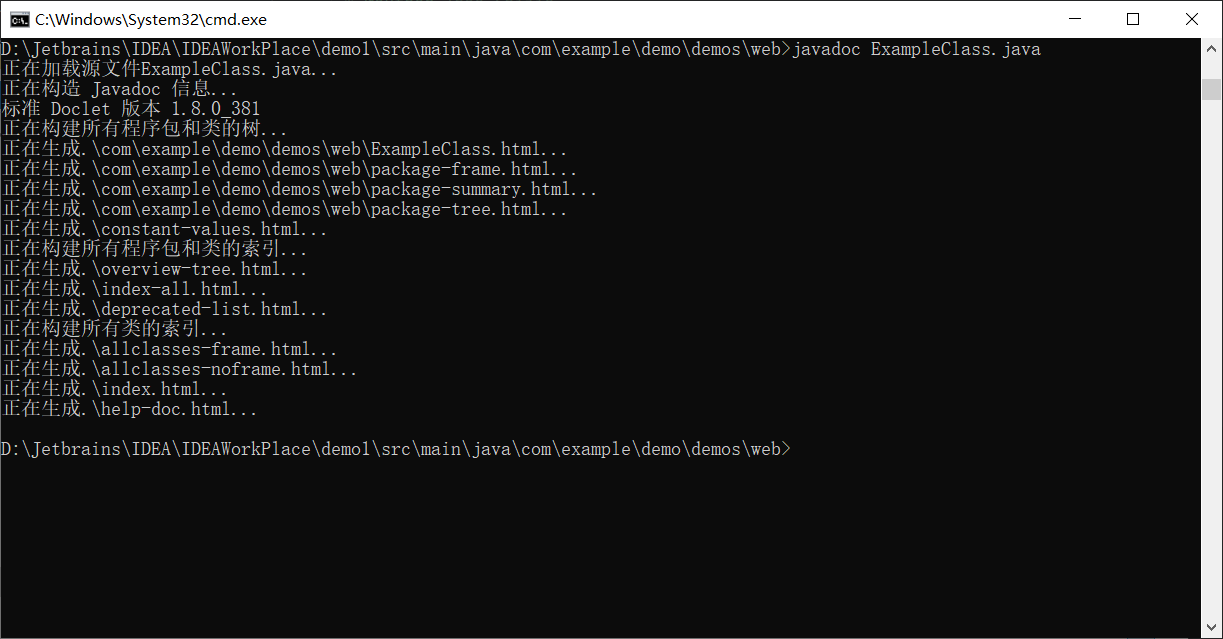 C:\Windows\System32\cmd.exe
D:\Jetbrains\IDEA\IDEAWorkPlace\demo1\src\main\java\com\example\demo\demos\web>javadoc ExampleClass.java
正在加载源文件ExampleClass.java...
正在构造 Javadoc 信息...
标准 Doclet 版本 1.8.0_381
正在构建所有程序包和类的树...
正在生成.\com\example\demo\demos\web\ExampleClass.html...
正在生成.\com\example\demo\demos\web\package-frame.html...
正在生成.\com\example\demo\demos\web\package-summary.html...
正在生成.\com\example\demo\demos\web\package-tree.html...
正在生成.\constant-values.html...
正在构建所有程序包和类的索引...
正在生成.\overview-tree.html...
正在生成.\index-all.html...
正在生成.\deprecated-list.html...
正在构建所有类的索引...
正在生成.\allclasses-frame.html...
正在生成.\allclasses-noframe.html...
正在生成.\index.html...
正在生成.\help-doc.html...
D:\Jetbrains\IDEA\IDEAWorkPlace\demo1\src\main\java\com\example\demo\demos\web>